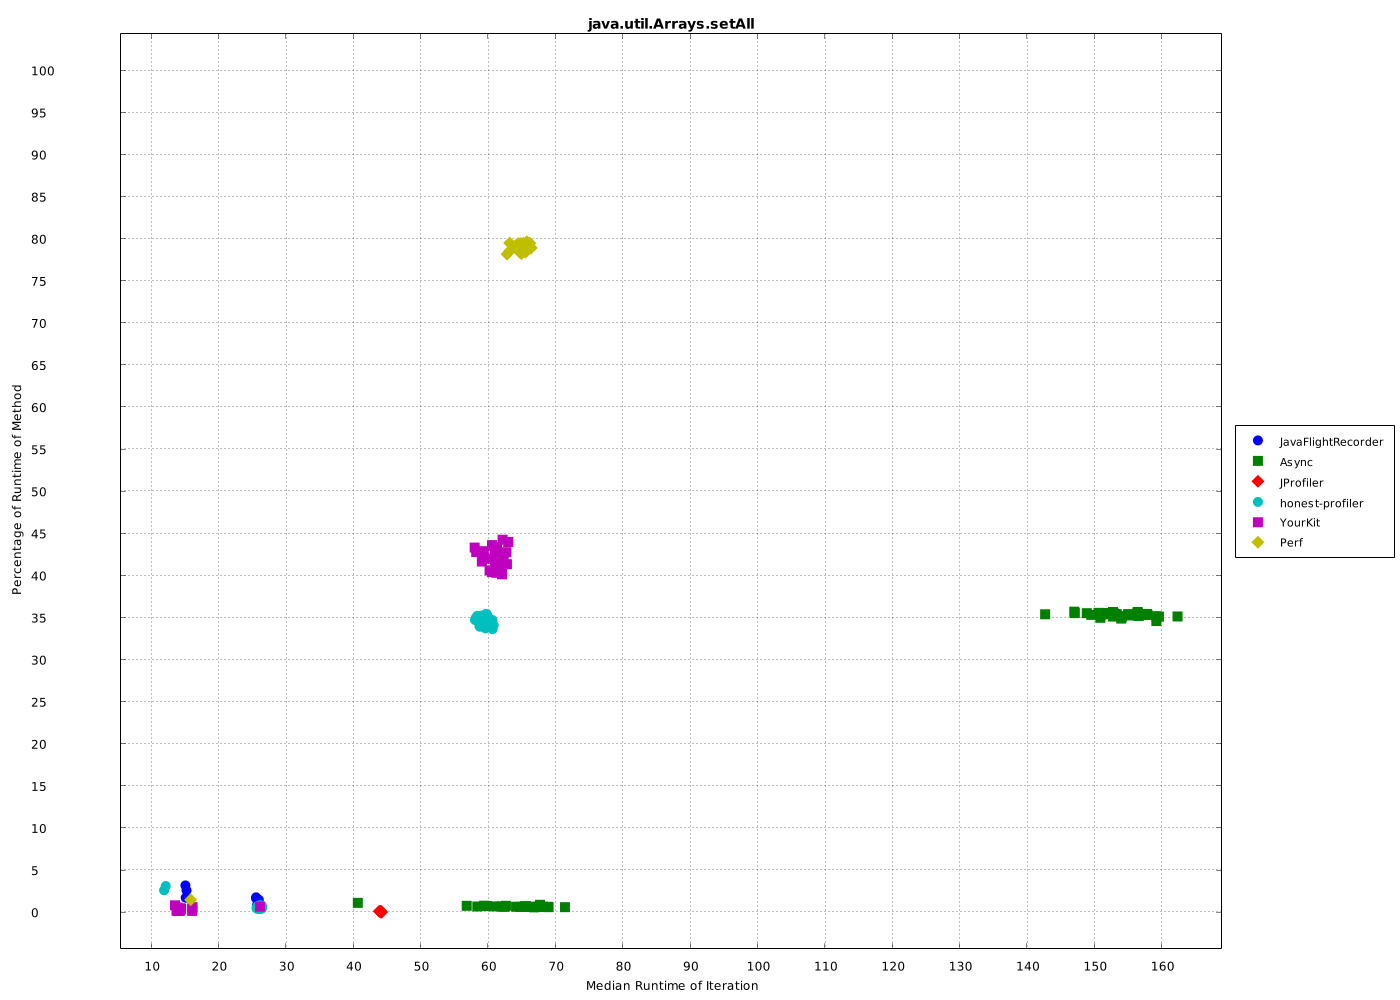 java.util.Arrays.setAll
100
95
90
85
80
75
70
65
60
55
50
45
40
35
30
25
20
15
10
5
0
Percentage of Runtime of Method
10 20 30 40 50 60 70 80 90 100 110 120 130 140 150 160
Median Runtime of Iteration
JavaFlightRecorder
Async
JProfiler
honest-profiler
YourKit
Perf